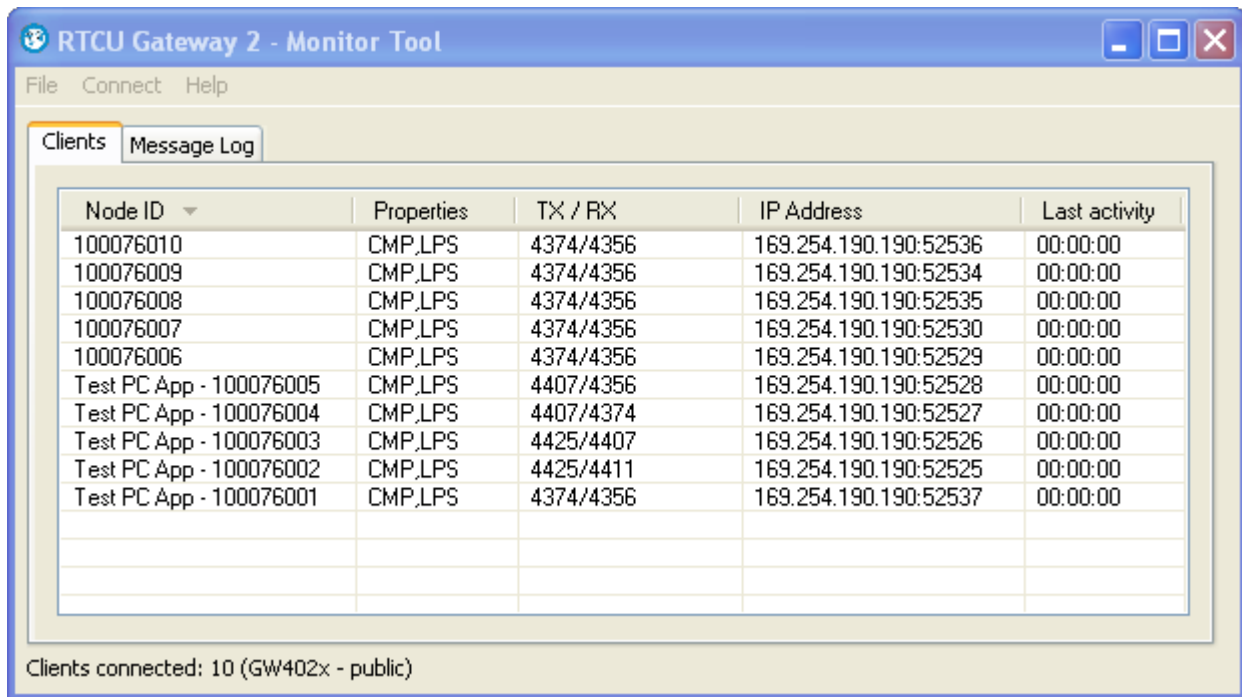 RTCU Gateway 2 - Monitor Tool
File Connect Help
Clients Message Log
Node ID Properties TX / RX IP Address Last activity
100076010 CMP,LPS 4374/4356 169.254.190.190:52536 00:00:00
100076009 CMP,LPS 4374/4356 169.254.190.190:52534 00:00:00
100076008 CMP,LPS 4374/4356 169.254.190.190:52535 00:00:00
100076007 CMP,LPS 4374/4356 169.254.190.190:52530 00:00:00
100076006 CMP,LPS 4374/4356 169.254.190.190:52529 00:00:00
Test PC App - 100076005 CMP,LPS 4407/4356 169.254.190.190:52528 00:00:00
Test PC App - 100076004 CMP,LPS 4407/4374 169.254.190.190:52527 00:00:00
Test PC App - 100076003 CMP,LPS 4425/4407 169.254.190.190:52526 00:00:00
Test PC App - 100076002 CMP,LPS 4425/4411 169.254.190.190:52525 00:00:00
Test PC App - 100076001 CMP,LPS 4374/4356 169.254.190.190:52537 00:00:00
Clients connected: 10 (GW402x - public)